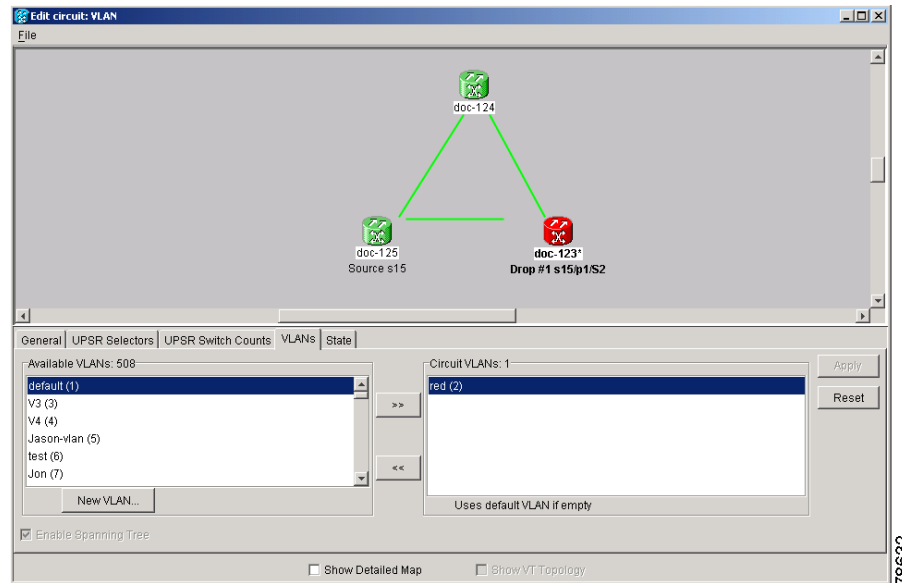 Edit circuit: VLAN
File
doc-124
doc-125
Source s15
doc-123*
Drop #1 s15/p1/S2
General UPSR Selectors UPSR Switch Counts VLANs State
Available VLANs: 508
default (1)
V3 (3)
V4 (4)
Jason-vlan (5)
test (6)
Jon (7)
New VLAN...
>>
<<
Circuit VLANs: 1
red (2)
Uses default VLAN if empty
Apply
Reset
Enable Spanning Tree
Show Detailed Map
Show VT Topology
78632